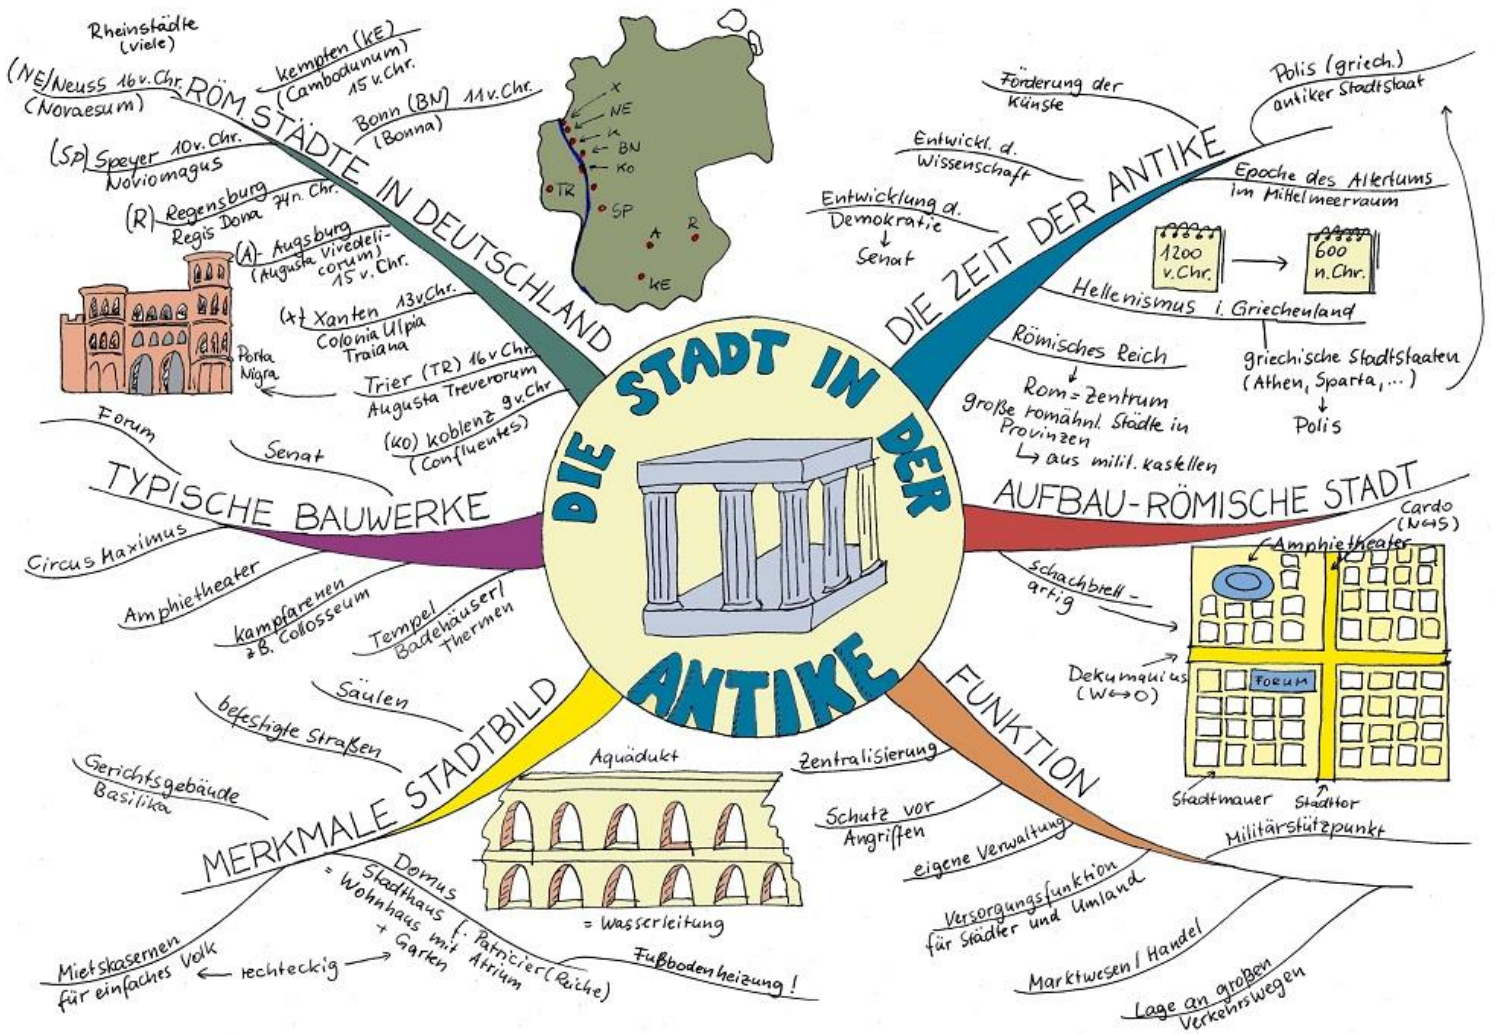 DIE STADT IN DER
ANTIKE
RÖM. STÄDTE IN DEUTSCHLAND
Rheinstädte
(viele)
(NE) Neuss 16 v. Chr.
(Novaesum)
Kempten (KE)
(Cambodunum)
15 v. Chr.
Bonn (BN) 11 v. Chr.
(Bonna)
(SP) Speyer 10 v. Chr.
Noviomagus
(R) Regensburg
Regis Dona 74 n. Chr.
(A) - Augsburg
(Augusta Vivedeli-
corum)
15 v. Chr.
(X) Xanten 13 v Chr.
Colonia Ulpia
Traiana
Trier (TR) 16 v Chr.
Augusta Treverorum
Porta
Nigra
(KO) Koblenz 9 v. Chr
(Confluentes)
X
NE
K
BN
KO
TR
SP
A
R
KE
DIE ZEIT DER ANTIKE
Förderung der
Künste
Entwickl. d.
Wissenschaft
Entwicklung d.
Demokratie
↓
Senat
Polis (griech.)
antiker Stadtstaat
Epoche des Altertums
im Mittelmeerraum
1200
v. Chr.
→
600
n. Chr.
Hellenismus i. Griechenland
griechische Stadtstaaten
(Athen, Sparta, ...)
↓
Polis
Römisches Reich
↓
Rom = Zentrum
große romähnl. Städte in
Provinzen
↳ aus milit. Kastellen
TYPISCHE BAUWERKE
Forum
Senat
Circus Maximus
Amphietheater
Kampfarenen
z B. Collosseum
Tempel
Badehäuser /
Thermen
AUFBAU - RÖMISCHE STADT
Cardo
(N↔S)
Amphietheater
schachbrett-
artig
Dekumanius
(W↔O)
FORUM
Stadtmauer
Stadttor
MERKMALE STADTBILD
Säulen
befestigte Straßen
Gerichtsgebäude
Basilika
Aquädukt
= Wasserleitung
Domus
Stadthaus f. Patricier (Reiche)
= Wohnhaus mit Atrium
+ Garten
Fußbodenheizung !
Mietskasernen
für einfaches Volk
← rechteckig →
FUNKTION
Zentralisierung
Schutz vor
Angriffen
eigene Verwaltung
Versorgungsfunktion
für Städter und Umland
Militärstützpunkt
Marktwesen / Handel
Lage an großen
Verkehrswegen